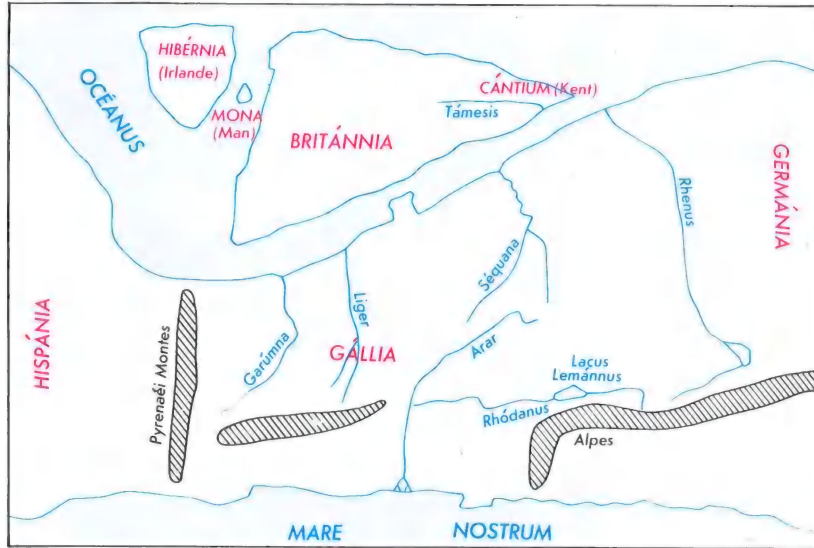 HIBÉRNIA
(Irlande)
OCÉANUS
MONA
(Man)
CÁNTIUM (Kent)
Támesis
BRITÁNNIA
GERMÁNIA
Rhenus
Séquana
HISPÁNIA
Pyrenaéi Montes
Garúmna
Liger
GÁLLIA
Arar
Lacus
Lemánnus
Rhódanus
Alpes
MARE NOSTRUM